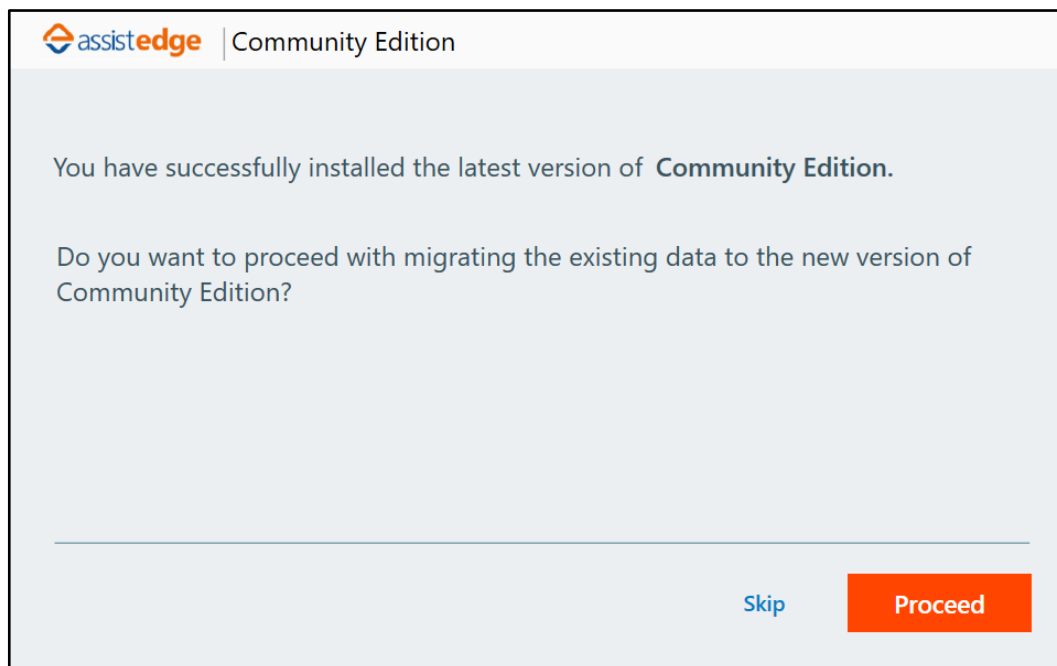 assistedge | Community Edition
You have successfully installed the latest version of Community Edition.
Do you want to proceed with migrating the existing data to the new version of
Community Edition?
Skip Proceed